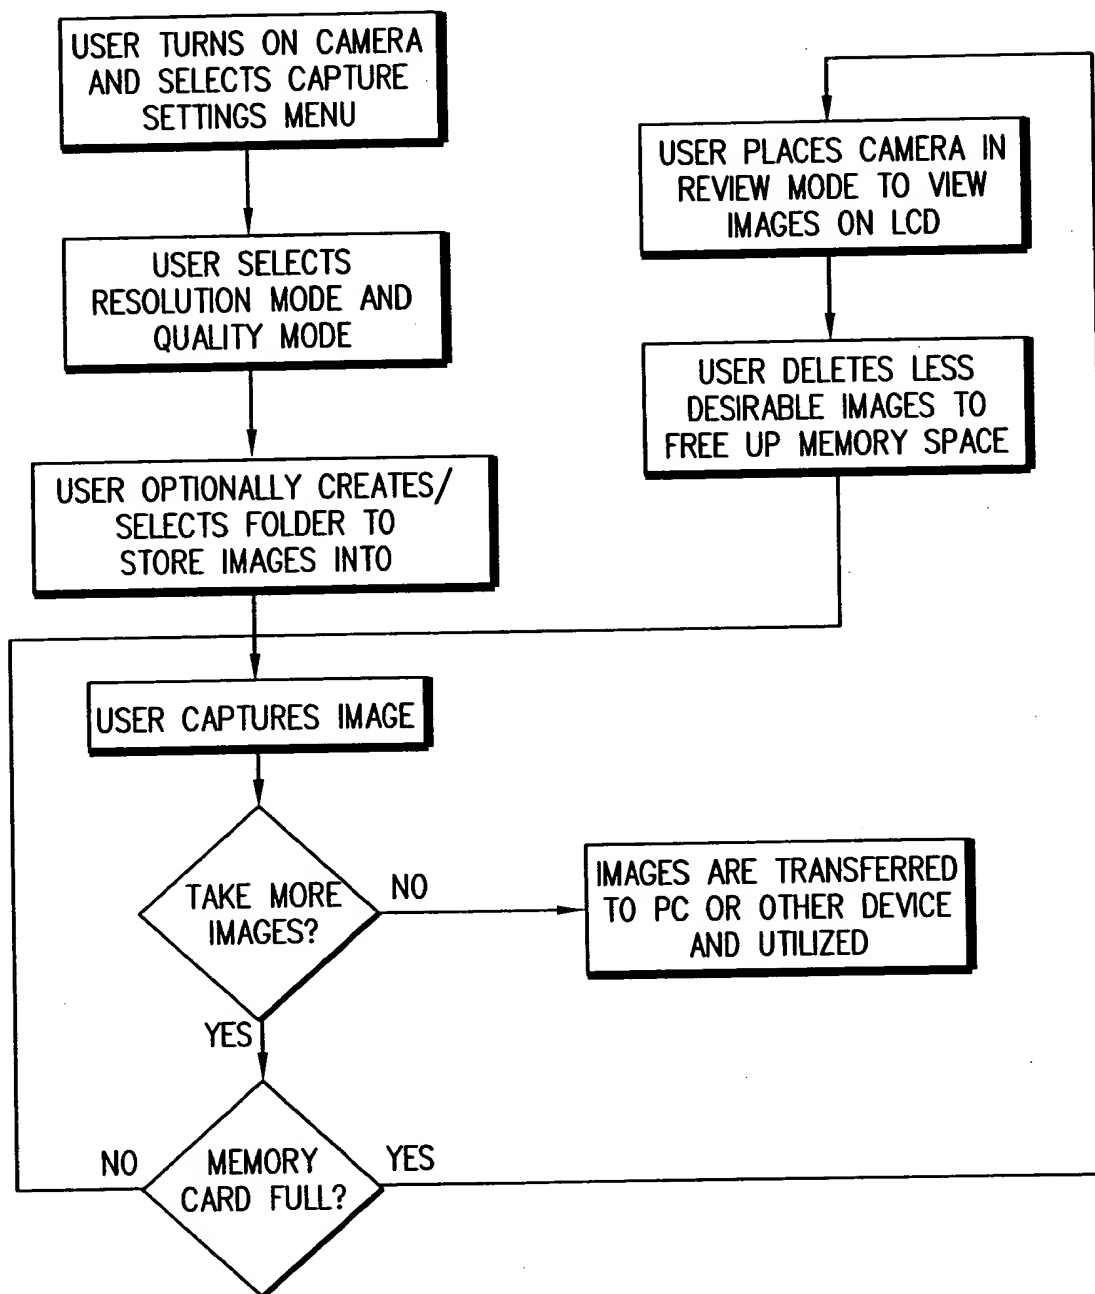 USER TURNS ON CAMERA
AND SELECTS CAPTURE
SETTINGS MENU
USER SELECTS
RESOLUTION MODE AND
QUALITY MODE
USER OPTIONALLY CREATES/
SELECTS FOLDER TO
STORE IMAGES INTO
USER CAPTURES IMAGE
TAKE MORE
IMAGES?
NO
IMAGES ARE TRANSFERRED
TO PC OR OTHER DEVICE
AND UTILIZED
YES
MEMORY
CARD FULL?
NO
YES
USER PLACES CAMERA IN
REVIEW MODE TO VIEW
IMAGES ON LCD
USER DELETES LESS
DESIRABLE IMAGES TO
FREE UP MEMORY SPACE